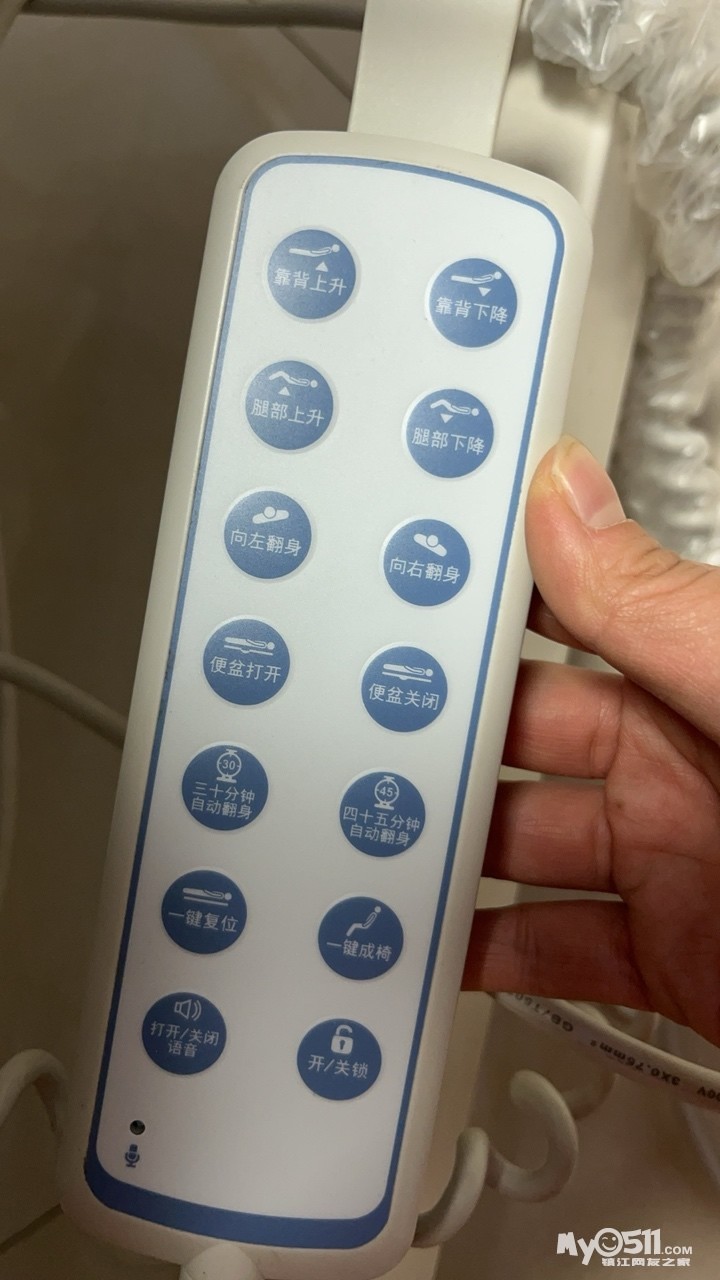 靠背上升
靠背下降
腿部上升
腿部下降
向左翻身
向右翻身
便盆打开
便盆关闭
30
三十分钟
自动翻身
45
四十五分钟
自动翻身
一键复位
一键成椅
打开/关闭
语音
开/关锁
3X0.75mm²
MY0511.COM
镇江网友之家